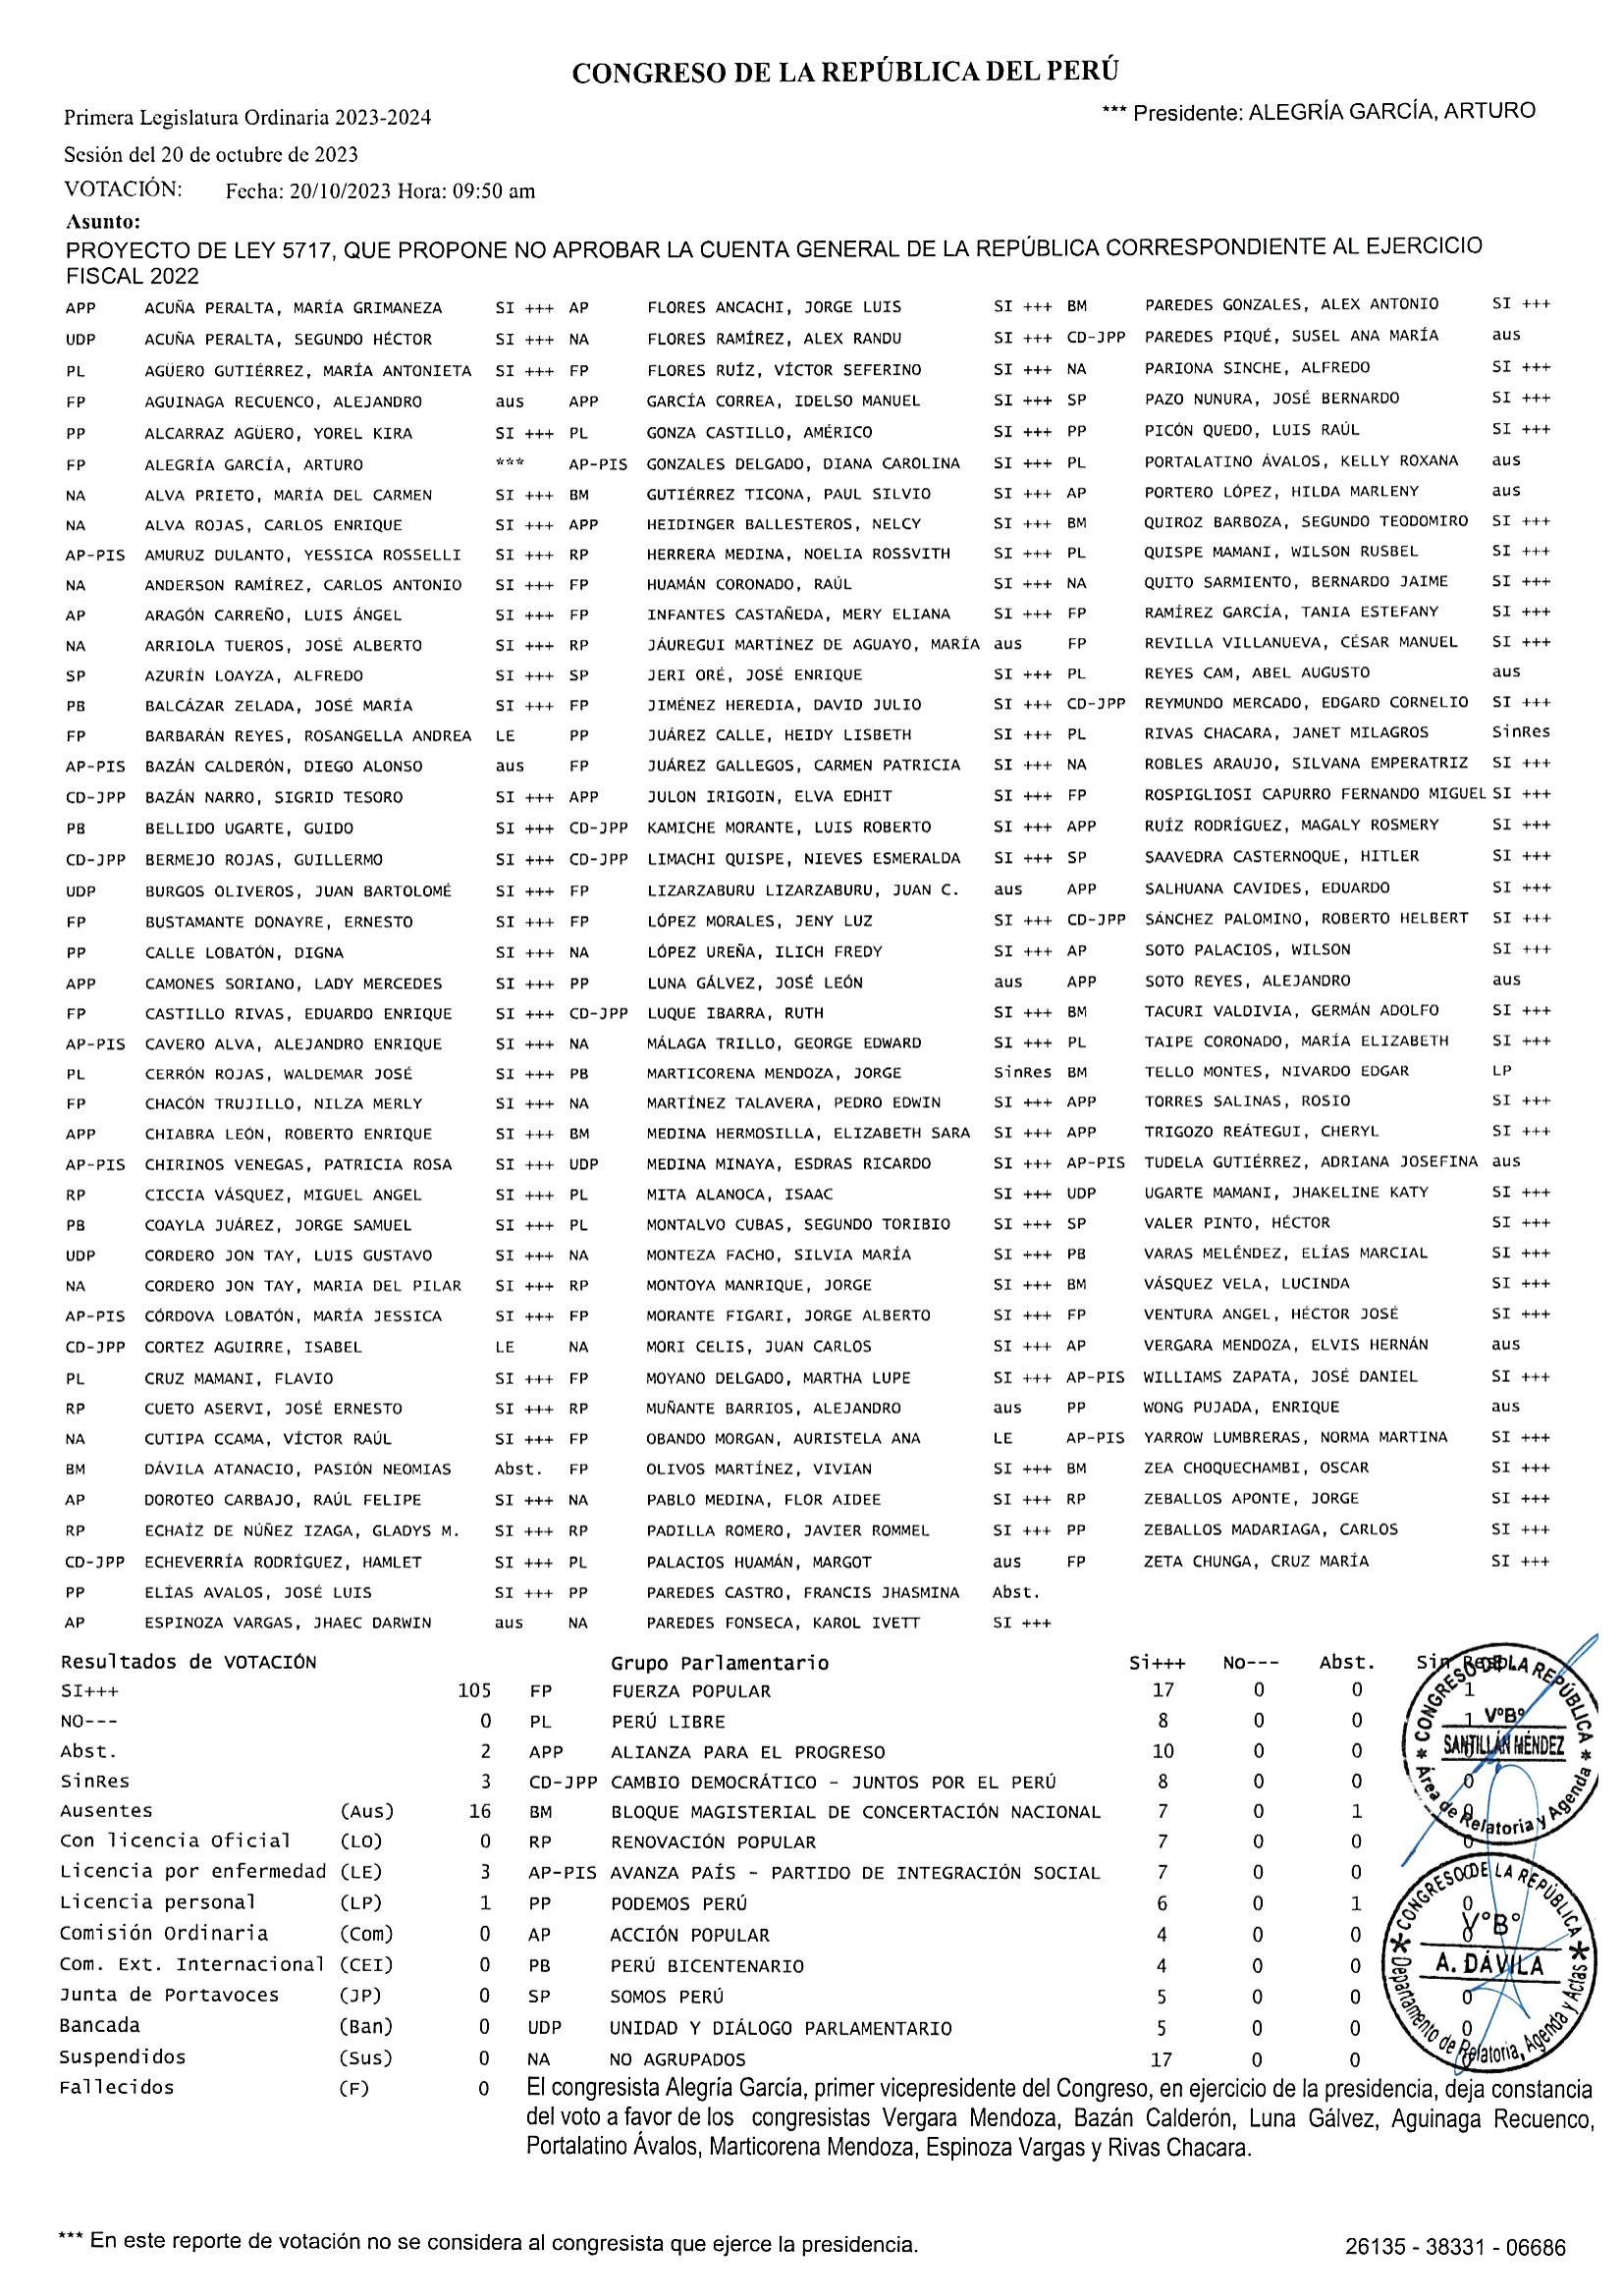 CONGRESO DE LA REPÚBLICA DEL PERÚ
Primera Legislatura Ordinaria 2023-2024
*** Presidente: ALEGRÍA GARCÍA, ARTURO
Sesión del 20 de octubre de 2023
VOTACIÓN: Fecha: 20/10/2023 Hora: 09:50 am
Asunto:
PROYECTO DE LEY 5717, QUE PROPONE NO APROBAR LA CUENTA GENERAL DE LA REPÚBLICA CORRESPONDIENTE AL EJERCICIO
FISCAL 2022
APP ACUÑA PERALTA, MARÍA GRIMANEZA SI +++ AP FLORES ANCACHI, JORGE LUIS SI +++ BM PAREDES GONZALES, ALEX ANTONIO SI +++
UDP ACUÑA PERALTA, SEGUNDO HÉCTOR SI +++ NA FLORES RAMÍREZ, ALEX RANDU SI +++ CD-JPP PAREDES PIQUÉ, SUSEL ANA MARÍA aus
PL AGÜERO GUTIÉRREZ, MARÍA ANTONIETA SI +++ FP FLORES RUÍZ, VÍCTOR SEFERINO SI +++ NA PARIONA SINCHE, ALFREDO SI +++
FP AGUINAGA RECUENCO, ALEJANDRO aus APP GARCÍA CORREA, IDELSO MANUEL SI +++ SP PAZO NUNURA, JOSÉ BERNARDO SI +++
PP ALCARRAZ AGÜERO, YOREL KIRA SI +++ PL GONZA CASTILLO, AMÉRICO SI +++ PP PICÓN QUEDO, LUIS RAÚL SI +++
FP ALEGRÍA GARCÍA, ARTURO *** AP-PIS GONZALES DELGADO, DIANA CAROLINA SI +++ PL PORTALATINO ÁVALOS, KELLY ROXANA aus
NA ALVA PRIETO, MARÍA DEL CARMEN SI +++ BM GUTIÉRREZ TICONA, PAUL SILVIO SI +++ AP PORTERO LÓPEZ, HILDA MARLENY aus
NA ALVA ROJAS, CARLOS ENRIQUE SI +++ APP HEIDINGER BALLESTEROS, NELCY SI +++ BM QUIROZ BARBOZA, SEGUNDO TEODOMIRO SI +++
AP-PIS AMURUZ DULANTO, YESSICA ROSSELLI SI +++ RP HERRERA MEDINA, NOELIA ROSSVITH SI +++ PL QUISPE MAMANI, WILSON RUSBEL SI +++
NA ANDERSON RAMÍREZ, CARLOS ANTONIO SI +++ FP HUAMÁN CORONADO, RAÚL SI +++ NA QUITO SARMIENTO, BERNARDO JAIME SI +++
AP ARAGÓN CARREÑO, LUIS ÁNGEL SI +++ FP INFANTES CASTAÑEDA, MERY ELIANA SI +++ FP RAMÍREZ GARCÍA, TANIA ESTEFANY SI +++
NA ARRIOLA TUEROS, JOSÉ ALBERTO SI +++ RP JÁUREGUI MARTÍNEZ DE AGUAYO, MARÍA aus FP REVILLA VILLANUEVA, CÉSAR MANUEL SI +++
SP AZURÍN LOAYZA, ALFREDO SI +++ SP JERI ORÉ, JOSÉ ENRIQUE SI +++ PL REYES CAM, ABEL AUGUSTO aus
PB BALCÁZAR ZELADA, JOSÉ MARÍA SI +++ FP JIMÉNEZ HEREDIA, DAVID JULIO SI +++ CD-JPP REYMUNDO MERCADO, EDGARD CORNELIO SI +++
FP BARBARÁN REYES, ROSANGELLA ANDREA LE PP JUÁREZ CALLE, HEIDY LISBETH SI +++ PL RIVAS CHACARA, JANET MILAGROS SinRes
AP-PIS BAZÁN CALDERÓN, DIEGO ALONSO aus FP JUÁREZ GALLEGOS, CARMEN PATRICIA SI +++ NA ROBLES ARAUJO, SILVANA EMPERATRIZ SI +++
CD-JPP BAZÁN NARRO, SIGRID TESORO SI +++ APP JULON IRIGOIN, ELVA EDHIT SI +++ FP ROSPIGLIOSI CAPURRO FERNANDO MIGUEL SI +++
PB BELLIDO UGARTE, GUIDO SI +++ CD-JPP KAMICHE MORANTE, LUIS ROBERTO SI +++ APP RUÍZ RODRÍGUEZ, MAGALY ROSMERY SI +++
CD-JPP BERMEJO ROJAS, GUILLERMO SI +++ CD-JPP LIMACHI QUISPE, NIEVES ESMERALDA SI +++ SP SAAVEDRA CASTERNOQUE, HITLER SI +++
UDP BURGOS OLIVEROS, JUAN BARTOLOMÉ SI +++ FP LIZARZABURU LIZARZABURU, JUAN C. aus APP SALHUANA CAVIDES, EDUARDO SI +++
FP BUSTAMANTE DONAYRE, ERNESTO SI +++ FP LÓPEZ MORALES, JENY LUZ SI +++ CD-JPP SÁNCHEZ PALOMINO, ROBERTO HELBERT SI +++
PP CALLE LOBATÓN, DIGNA SI +++ NA LÓPEZ UREÑA, ILICH FREDY SI +++ AP SOTO PALACIOS, WILSON SI +++
APP CAMONES SORIANO, LADY MERCEDES SI +++ PP LUNA GÁLVEZ, JOSÉ LEÓN aus APP SOTO REYES, ALEJANDRO aus
FP CASTILLO RIVAS, EDUARDO ENRIQUE SI +++ CD-JPP LUQUE IBARRA, RUTH SI +++ BM TACURI VALDIVIA, GERMÁN ADOLFO SI +++
AP-PIS CAVERO ALVA, ALEJANDRO ENRIQUE SI +++ NA MÁLAGA TRILLO, GEORGE EDWARD SI +++ PL TAIPE CORONADO, MARÍA ELIZABETH SI +++
PL CERRÓN ROJAS, WALDEMAR JOSÉ SI +++ PB MARTICORENA MENDOZA, JORGE SinRes BM TELLO MONTES, NIVARDO EDGAR LP
FP CHACÓN TRUJILLO, NILZA MERLY SI +++ NA MARTÍNEZ TALAVERA, PEDRO EDWIN SI +++ APP TORRES SALINAS, ROSIO SI +++
APP CHIABRA LEÓN, ROBERTO ENRIQUE SI +++ BM MEDINA HERMOSILLA, ELIZABETH SARA SI +++ APP TRIGOZO REÁTEGUI, CHERYL SI +++
AP-PIS CHIRINOS VENEGAS, PATRICIA ROSA SI +++ UDP MEDINA MINAYA, ESDRAS RICARDO SI +++ AP-PIS TUDELA GUTIÉRREZ, ADRIANA JOSEFINA aus
RP CICCIA VÁSQUEZ, MIGUEL ANGEL SI +++ PL MITA ALANOCA, ISAAC SI +++ UDP UGARTE MAMANI, JHAKELINE KATY SI +++
PB COAYLA JUÁREZ, JORGE SAMUEL SI +++ PL MONTALVO CUBAS, SEGUNDO TORIBIO SI +++ SP VALER PINTO, HÉCTOR SI +++
UDP CORDERO JON TAY, LUIS GUSTAVO SI +++ NA MONTEZA FACHO, SILVIA MARÍA SI +++ PB VARAS MELÉNDEZ, ELÍAS MARCIAL SI +++
NA CORDERO JON TAY, MARIA DEL PILAR SI +++ RP MONTOYA MANRIQUE, JORGE SI +++ BM VÁSQUEZ VELA, LUCINDA SI +++
AP-PIS CÓRDOVA LOBATÓN, MARÍA JESSICA SI +++ FP MORANTE FIGARI, JORGE ALBERTO SI +++ FP VENTURA ANGEL, HÉCTOR JOSÉ SI +++
CD-JPP CORTEZ AGUIRRE, ISABEL LE NA MORI CELIS, JUAN CARLOS SI +++ AP VERGARA MENDOZA, ELVIS HERNÁN aus
PL CRUZ MAMANI, FLAVIO SI +++ FP MOYANO DELGADO, MARTHA LUPE SI +++ AP-PIS WILLIAMS ZAPATA, JOSÉ DANIEL SI +++
RP CUETO ASERVI, JOSÉ ERNESTO SI +++ RP MUÑANTE BARRIOS, ALEJANDRO aus PP WONG PUJADA, ENRIQUE aus
NA CUTIPA CCAMA, VÍCTOR RAÚL SI +++ FP OBANDO MORGAN, AURISTELA ANA LE AP-PIS YARROW LUMBRERAS, NORMA MARTINA SI +++
BM DÁVILA ATANACIO, PASIÓN NEOMIAS Abst. FP OLIVOS MARTÍNEZ, VIVIAN SI +++ BM ZEA CHOQUECHAMBI, OSCAR SI +++
AP DOROTEO CARBAJO, RAÚL FELIPE SI +++ NA PABLO MEDINA, FLOR AIDEE SI +++ RP ZEBALLOS APONTE, JORGE SI +++
RP ECHAÍZ DE NÚÑEZ IZAGA, GLADYS M. SI +++ RP PADILLA ROMERO, JAVIER ROMMEL SI +++ PP ZEBALLOS MADARIAGA, CARLOS SI +++
CD-JPP ECHEVERRÍA RODRÍGUEZ, HAMLET SI +++ PL PALACIOS HUAMÁN, MARGOT aus FP ZETA CHUNGA, CRUZ MARÍA SI +++
PP ELÍAS AVALOS, JOSÉ LUIS SI +++ PP PAREDES CASTRO, FRANCIS JHASMINA Abst.
AP ESPINOZA VARGAS, JHAEC DARWIN aus NA PAREDES FONSECA, KAROL IVETT SI +++
Resultados de VOTACIÓN Grupo Parlamentario Si+++ No--- Abst. Sin Resp.
SI+++ 105 FP FUERZA POPULAR 17 0 0 1
NO--- 0 PL PERÚ LIBRE 8 0 0 1
Abst. 2 APP ALIANZA PARA EL PROGRESO 10 0 0
SinRes 3 CD-JPP CAMBIO DEMOCRÁTICO - JUNTOS POR EL PERÚ 8 0 0 0
Ausentes (Aus) 16 BM BLOQUE MAGISTERIAL DE CONCERTACIÓN NACIONAL 7 0 1 0
Con licencia Oficial (LO) 0 RP RENOVACIÓN POPULAR 7 0 0 0
Licencia por enfermedad (LE) 3 AP-PIS AVANZA PAÍS - PARTIDO DE INTEGRACIÓN SOCIAL 7 0 0 0
Licencia personal (LP) 1 PP PODEMOS PERÚ 6 0 1 0
Comisión Ordinaria (Com) 0 AP ACCIÓN POPULAR 4 0 0
Com. Ext. Internacional (CEI) 0 PB PERÚ BICENTENARIO 4 0 0
Junta de Portavoces (JP) 0 SP SOMOS PERÚ 5 0 0 0
Bancada (Ban) 0 UDP UNIDAD Y DIÁLOGO PARLAMENTARIO 5 0 0 0
Suspendidos (Sus) 0 NA NO AGRUPADOS 17 0 0
Fallecidos (F) 0
CONGRESO DE LA REPÚBLICA
V°B°
SANTILLÁN MÉNDEZ
Área de Relatoria y Agenda
CONGRESO DE LA REPÚBLICA
V°B°
A. DÁVILA
Departamento de Relatoria, Agenda y Actas
El congresista Alegría García, primer vicepresidente del Congreso, en ejercicio de la presidencia, deja constancia
del voto a favor de los congresistas Vergara Mendoza, Bazán Calderón, Luna Gálvez, Aguinaga Recuenco,
Portalatino Ávalos, Marticorena Mendoza, Espinoza Vargas y Rivas Chacara.
*** En este reporte de votación no se considera al congresista que ejerce la presidencia.
26135 - 38331 - 06686